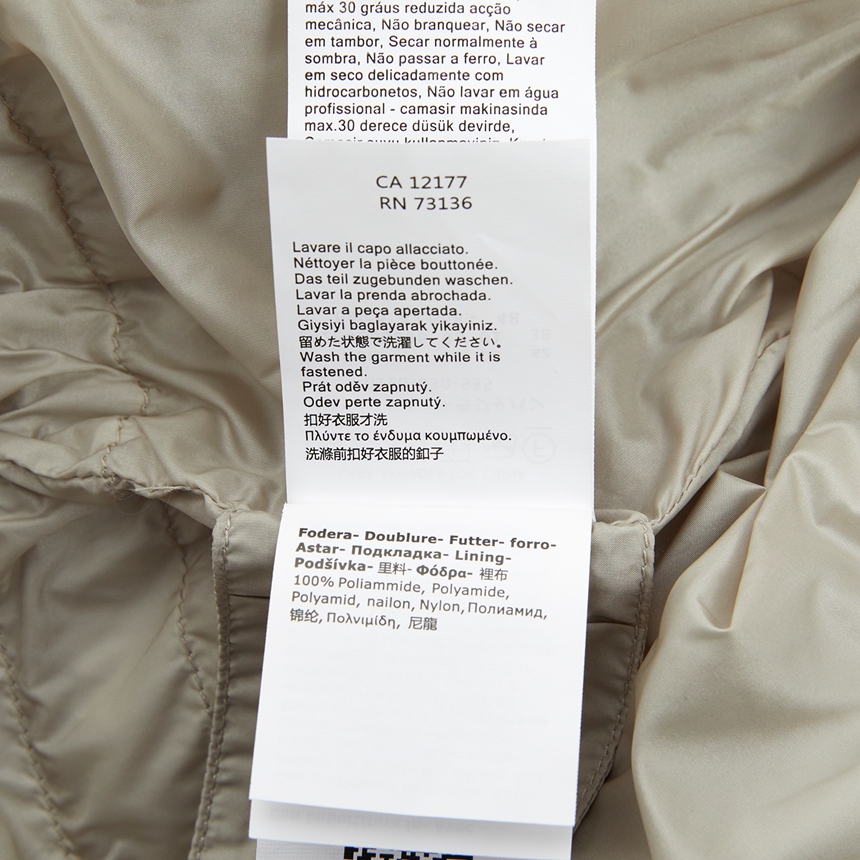 máx 30 gráus reduzida acção
mecânica, Não branquear, Não secar
em tambor, Secar normalmente à
sombra, Não passar a ferro, Lavar
em seco delicadamente com
hidrocarbonetos, Não lavar em água
profissional - camasir makinasinda
max.30 derece düsük devirde,
CA 12177
RN 73136
Lavare il capo allacciato.
Néttoyer la pièce bouttonée.
Das teil zugebunden waschen.
Lavar la prenda abrochada.
Lavar a peça apertada.
Giysiyi baglayarak yikayiniz.
留めた状態で洗濯してください。
Wash the garment while it is
fastened.
Prát oděv zapnutý.
Odev perte zapnutý.
扣好衣服才洗
Πλύντε το ένδυμα κουμπωμένο.
洗滌前扣好衣服的釦子
Fodera- Doublure- Futter- forro-
Astar- Подкладка- Lining-
Podšívka- 里料- Φόδρα- 裡布
100% Poliammide, Polyamide,
Polyamid, nailon, Nylon, Полиамид,
锦纶, Πολνιμίδη, 尼龍